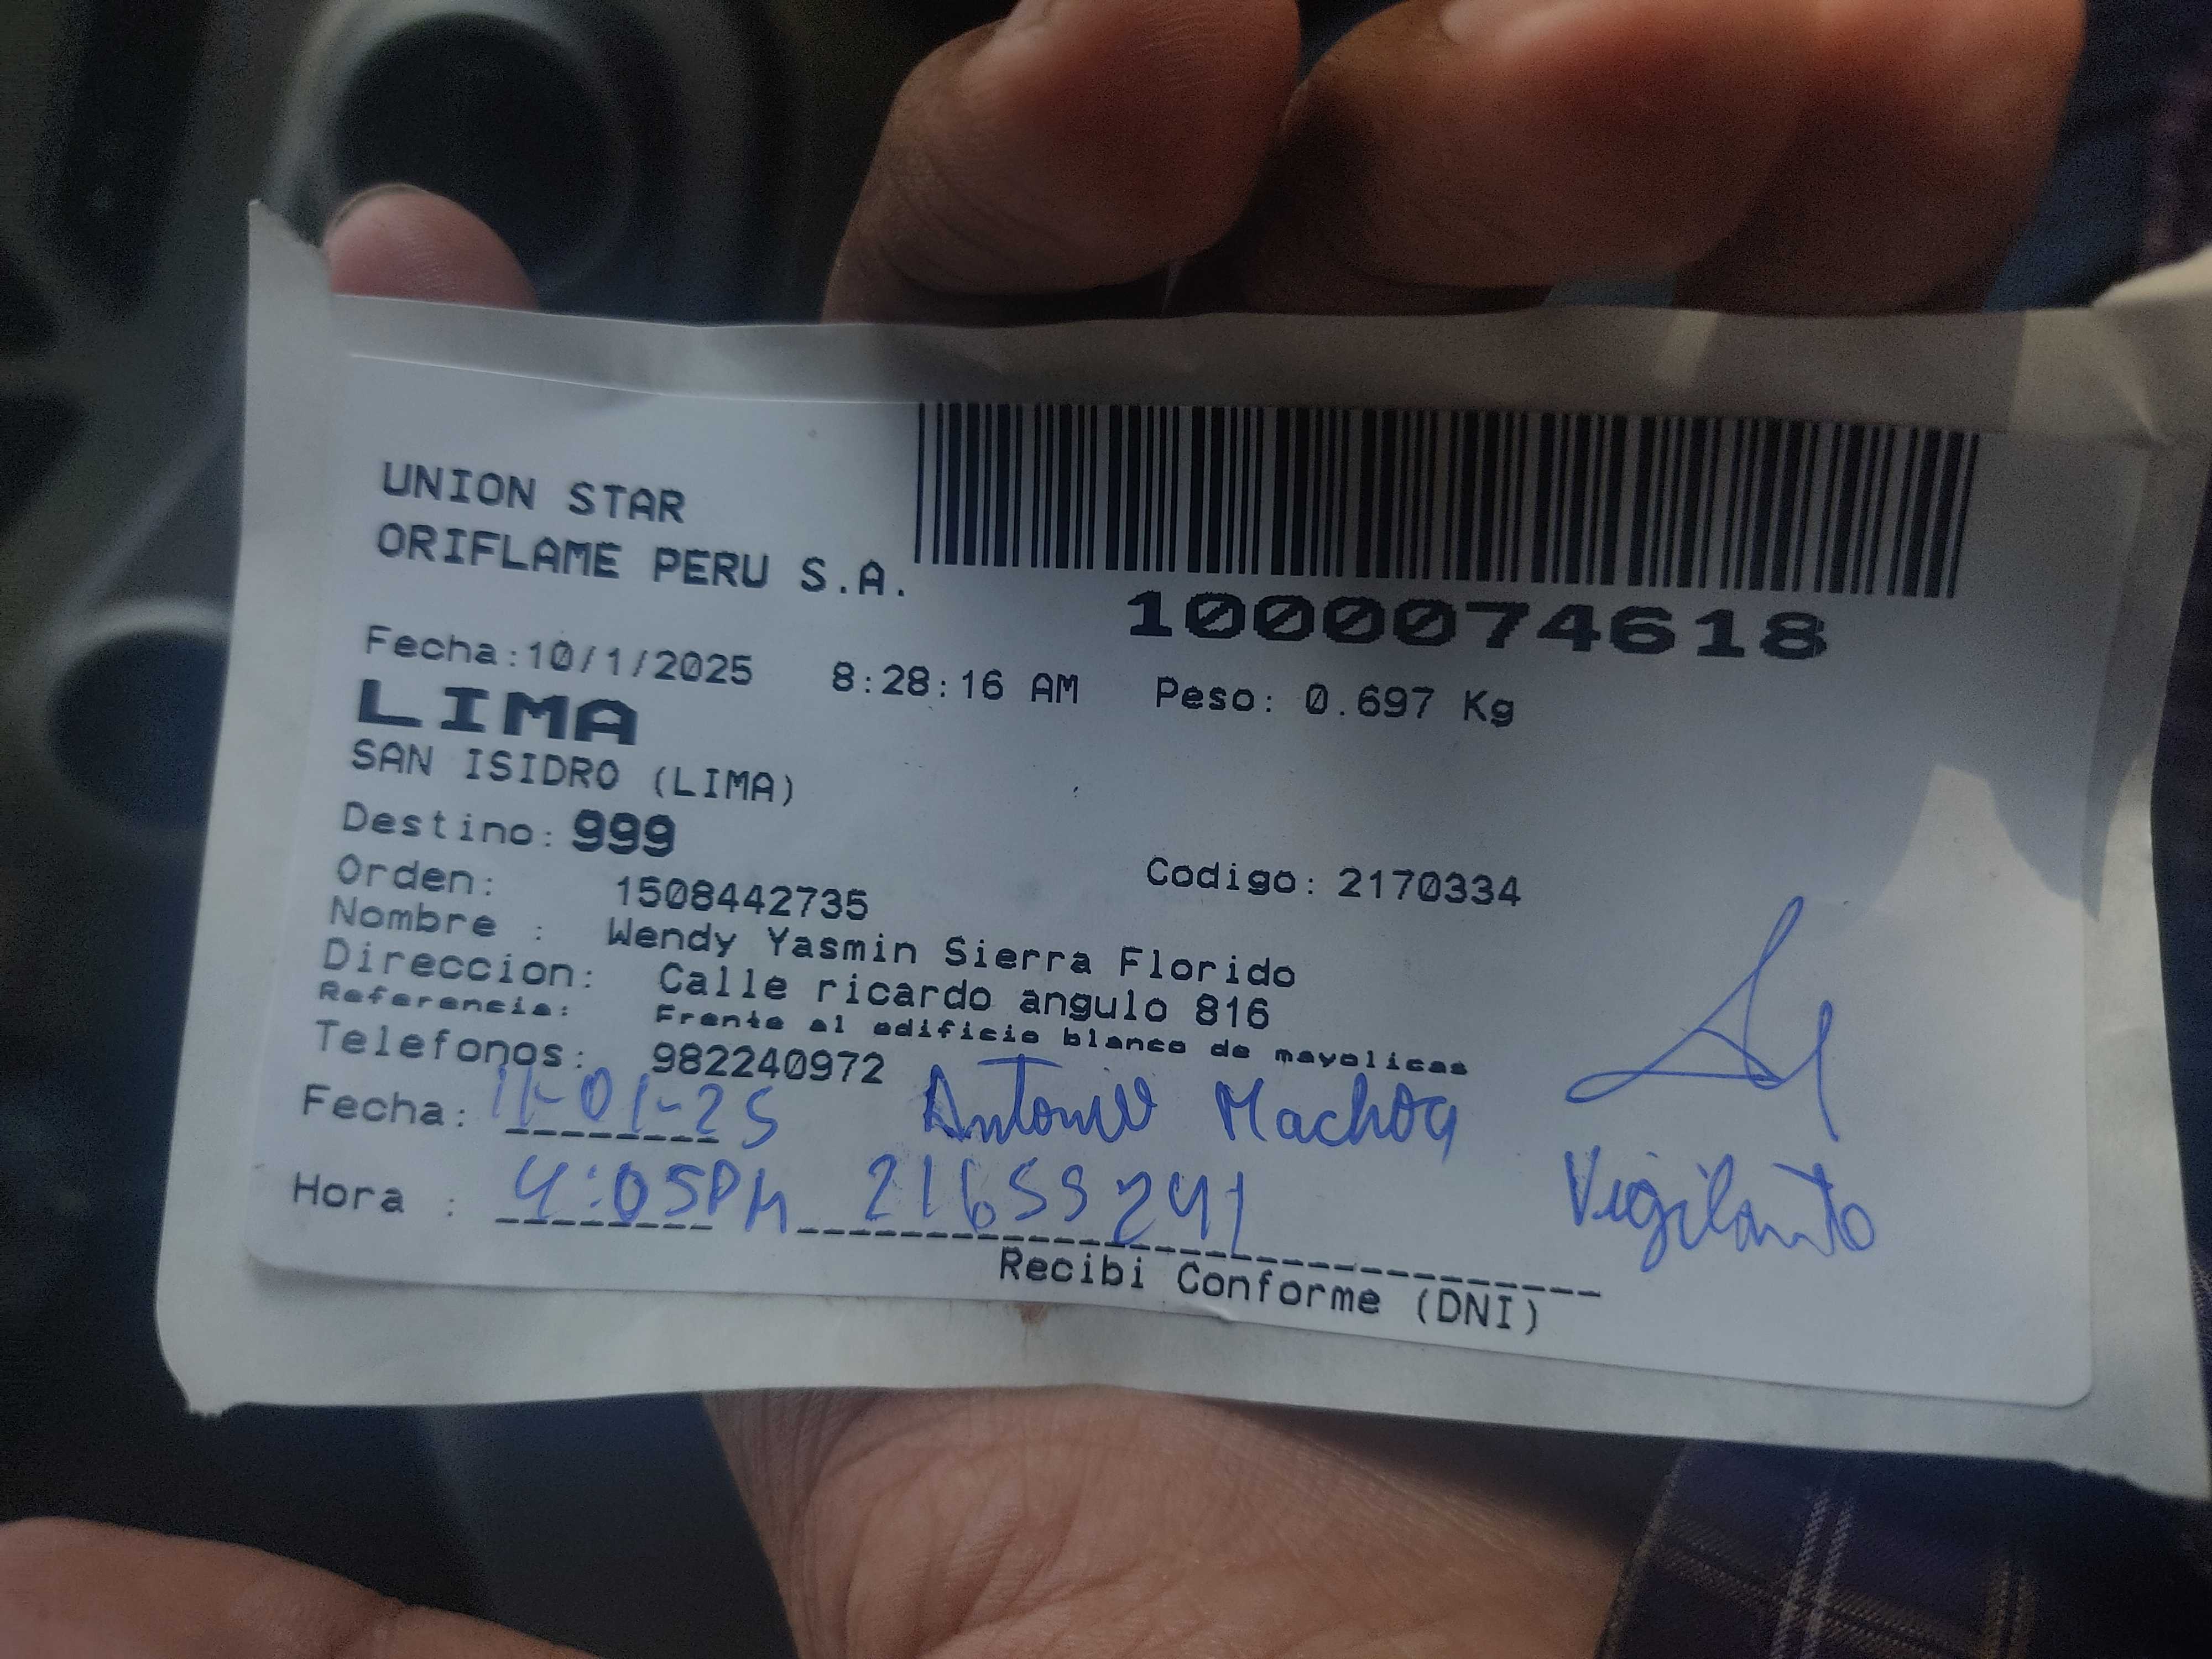 UNION STAR
ORIFLAME PERU S.A.
1000074618
Fecha:10/1/2025 8:28:16 AM Peso: 0.697 Kg
LIMA
SAN ISIDRO (LIMA)
Destino: 999
Orden: 1508442735 Codigo: 2170334
Nombre : Wendy Yasmin Sierra Florido
Direccion: Calle ricardo angulo 816
Referencia: Frente al edificio blanco de mayolicas
Telefonos: 982240972
Fecha: 11-01-25 Antonio
Hora : 4:05PM 21659241 Vigilante
Recibi Conforme (DNI)